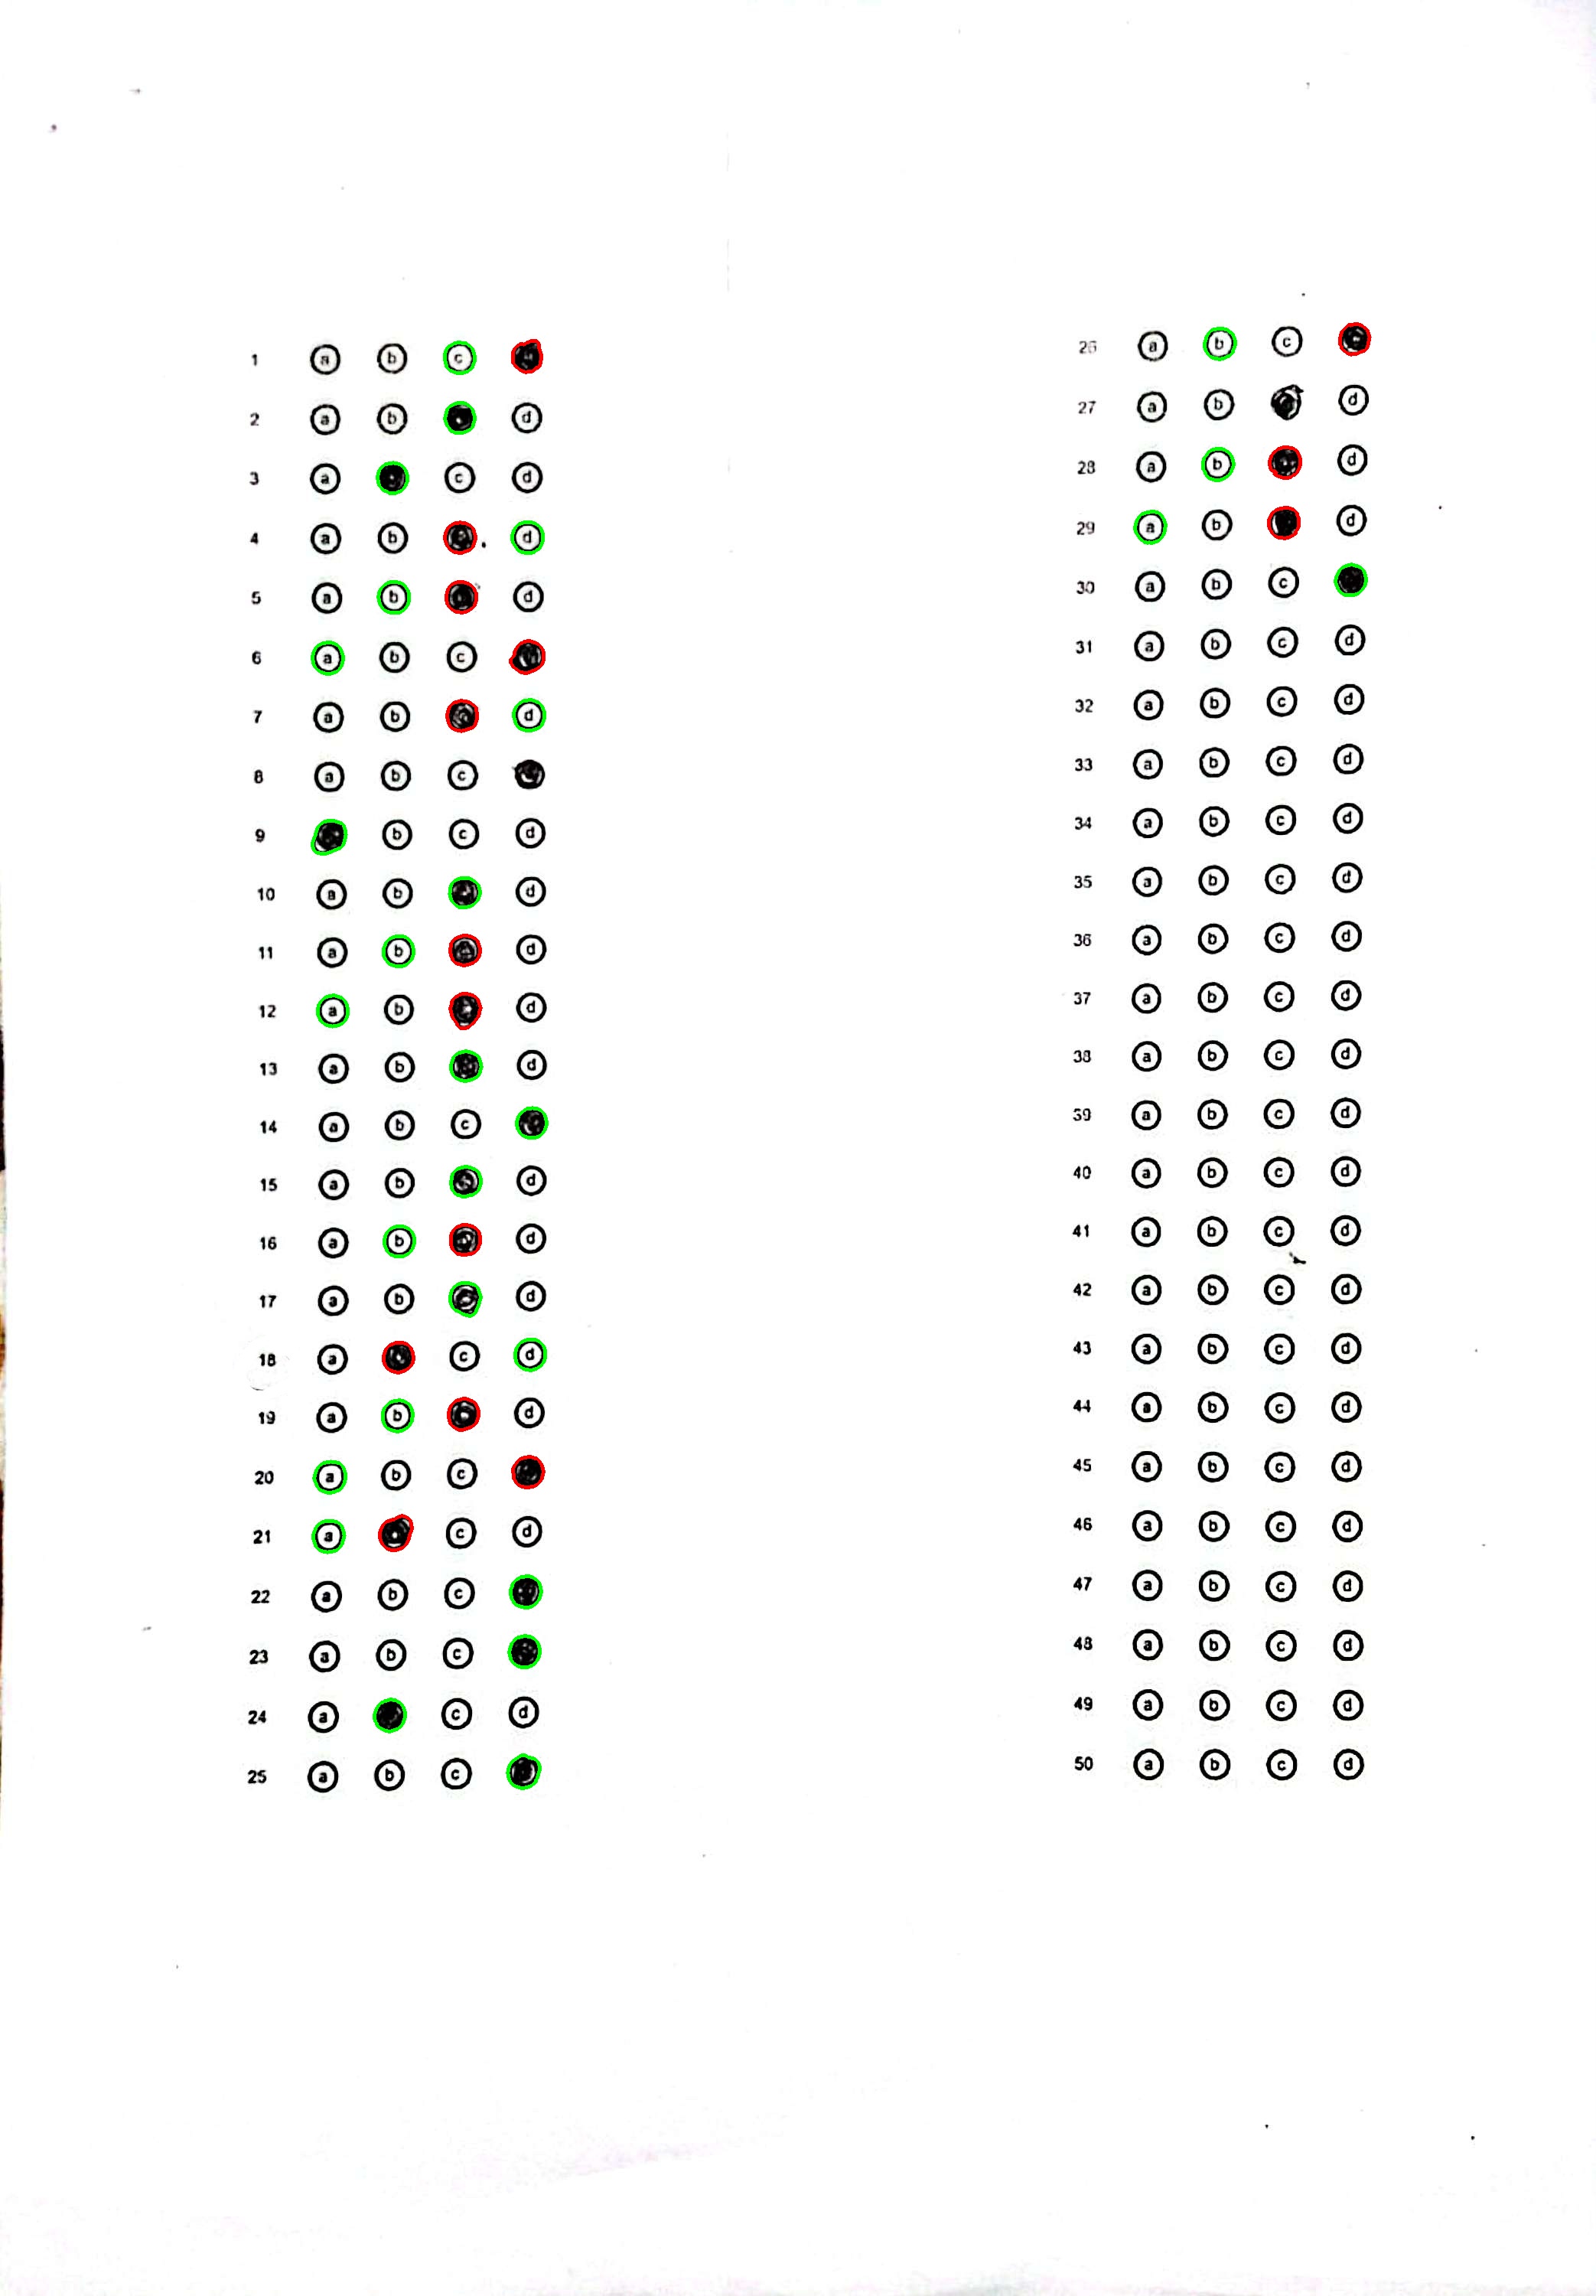 1 a b c
2 a b d
3 a c d
4 a b d
5 a b d
6 a b c
7 a b d
8 a b c
9 b c d
10 a b d
11 a b d
12 a b d
13 a b d
14 a b c
15 a b d
16 a b d
17 a b d
18 a c d
19 a b d
20 a b c
21 a c d
22 a b c
23 a b c
24 a c d
25 a b c
26 a b c
27 a b d
28 a b d
29 a b d
30 a b c
31 a b c d
32 a b c d
33 a b c d
34 a b c d
35 a b c d
36 a b c d
37 a b c d
38 a b c d
39 a b c d
40 a b c d
41 a b c d
42 a b c d
43 a b c d
44 a b c d
45 a b c d
46 a b c d
47 a b c d
48 a b c d
49 a b c d
50 a b c d